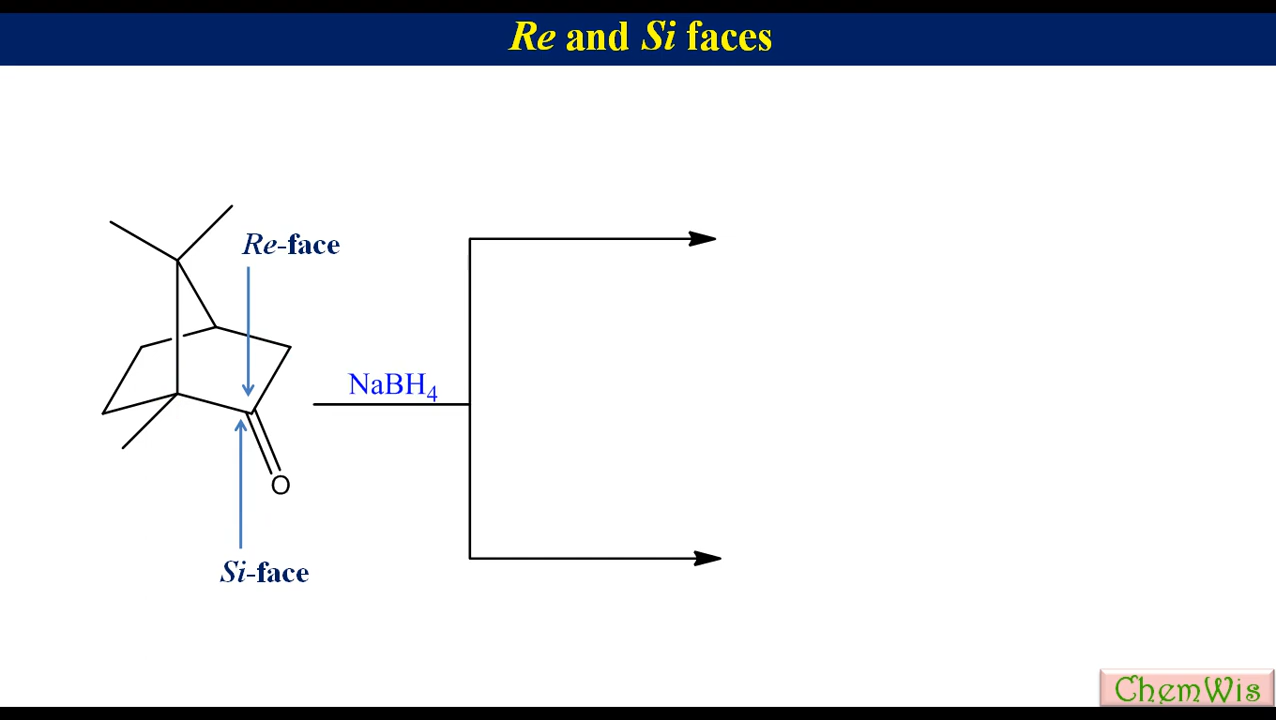 Re and Si faces
Re-face
NaBH4
O
Si-face
ChemWis